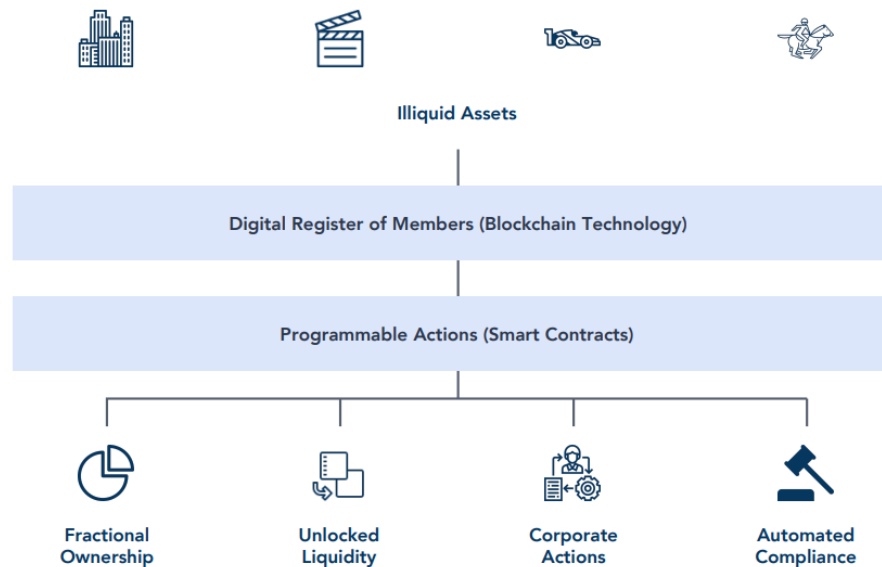 Illiquid Assets
Digital Register of Members (Blockchain Technology)
Programmable Actions (Smart Contracts)
Fractional
Ownership
Unlocked
Liquidity
Corporate
Actions
Automated
Compliance